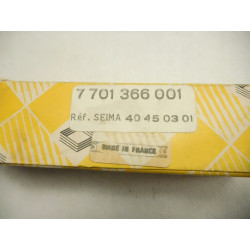 7 701 366 001
Réf. SEIMA 40 45 03 01
MADE IN FRANCE